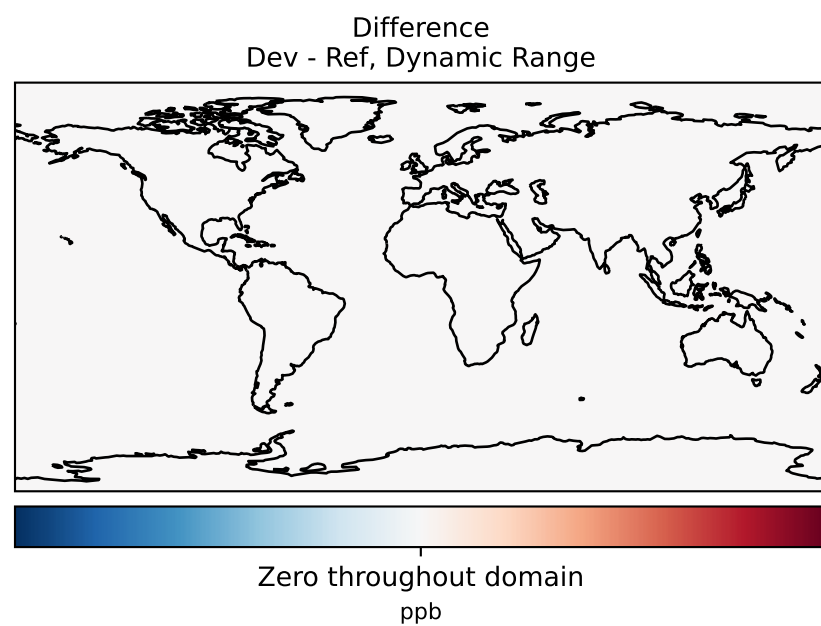 Difference
Dev - Ref, Dynamic Range
Zero throughout domain
ppb